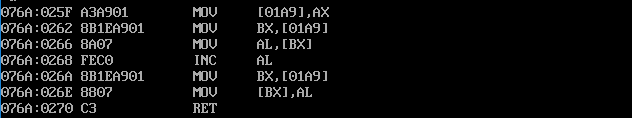 076A:025F A3A901 MOV [01A9],AX
076A:0262 8B1EA901 MOV BX,[01A9]
076A:0266 8A07 MOV AL,[BX]
076A:0268 FEC0 INC AL
076A:026A 8B1EA901 MOV BX,[01A9]
076A:026E 8807 MOV [BX],AL
076A:0270 C3 RET